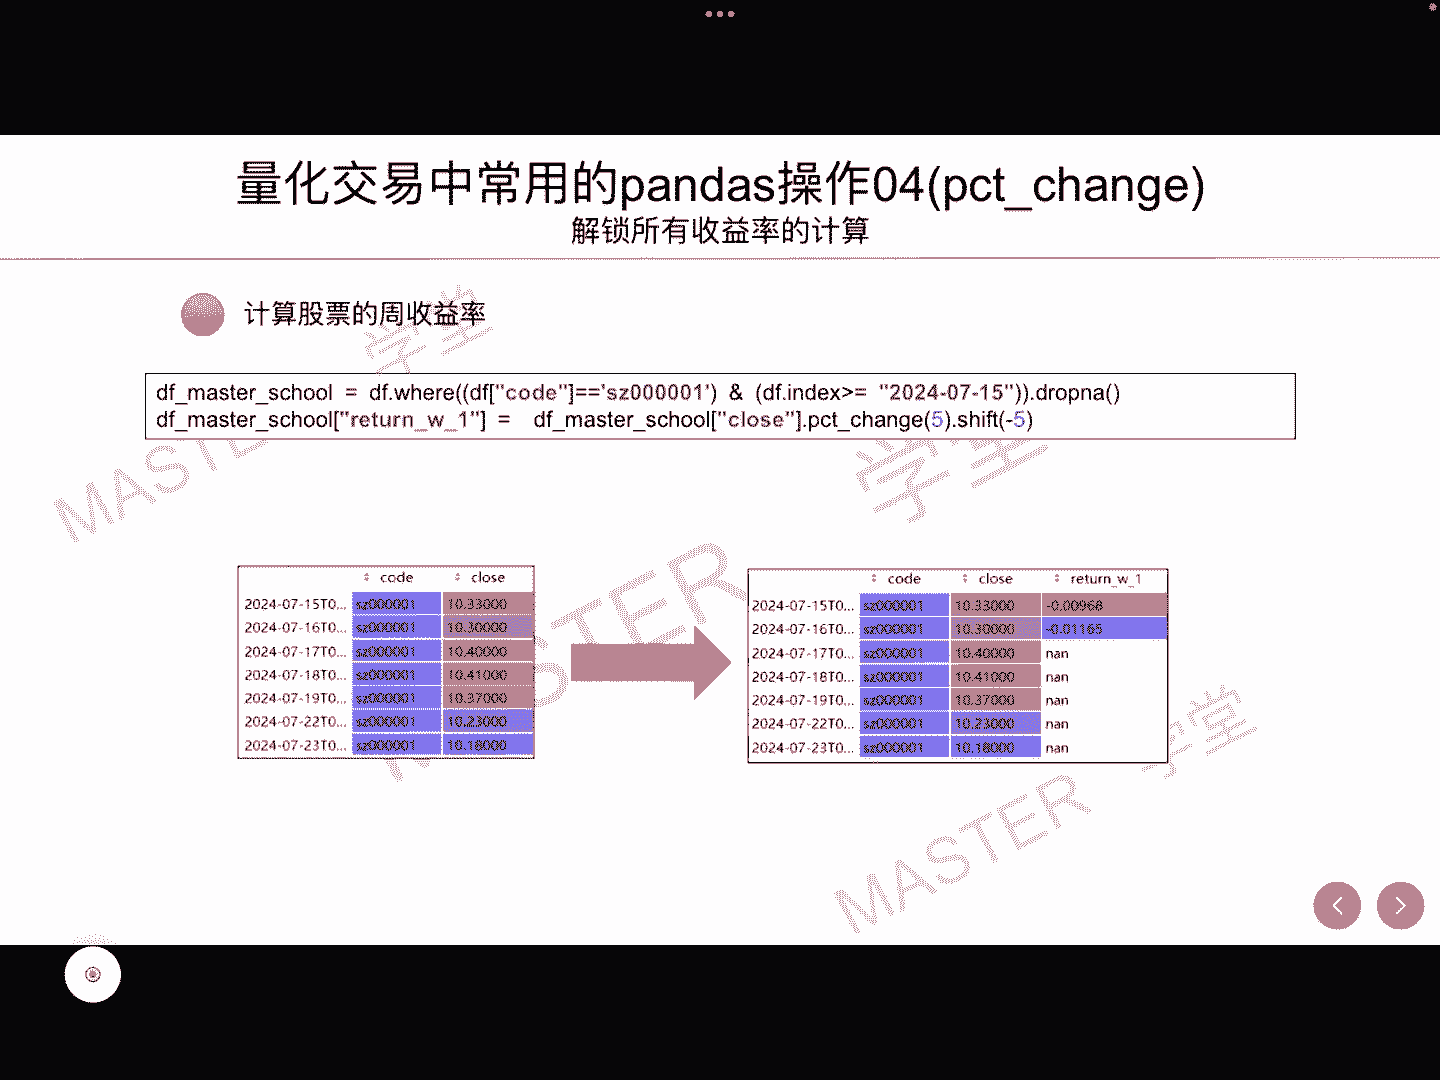 量化交易中常用的pandas操作04(pct_change)
解锁所有收益率的计算
计算股票的周收益率
df_master_school = df.where((df["code"]=='sz000001') & (df.index>= "2024-07-15")).dropna()
df_master_school["return_w_1"] = df_master_school["close"].pct_change(5).shift(-5)
code close
2024-07-15T0... sz000001 10.33000
2024-07-16T0... sz000001 10.30000
2024-07-17T0... sz000001 10.40000
2024-07-18T0... sz000001 10.41000
2024-07-19T0... sz000001 10.37000
2024-07-22T0... sz000001 10.23000
2024-07-23T0... sz000001 10.18000
code close return_w_1
2024-07-15T0... sz000001 10.33000 -0.00968
2024-07-16T0... sz000001 10.30000 -0.01165
2024-07-17T0... sz000001 10.40000 nan
2024-07-18T0... sz000001 10.41000 nan
2024-07-19T0... sz000001 10.37000 nan
2024-07-22T0... sz000001 10.23000 nan
2024-07-23T0... sz000001 10.18000 nan
MASTER 学堂
MASTER 学堂
MASTER 学堂